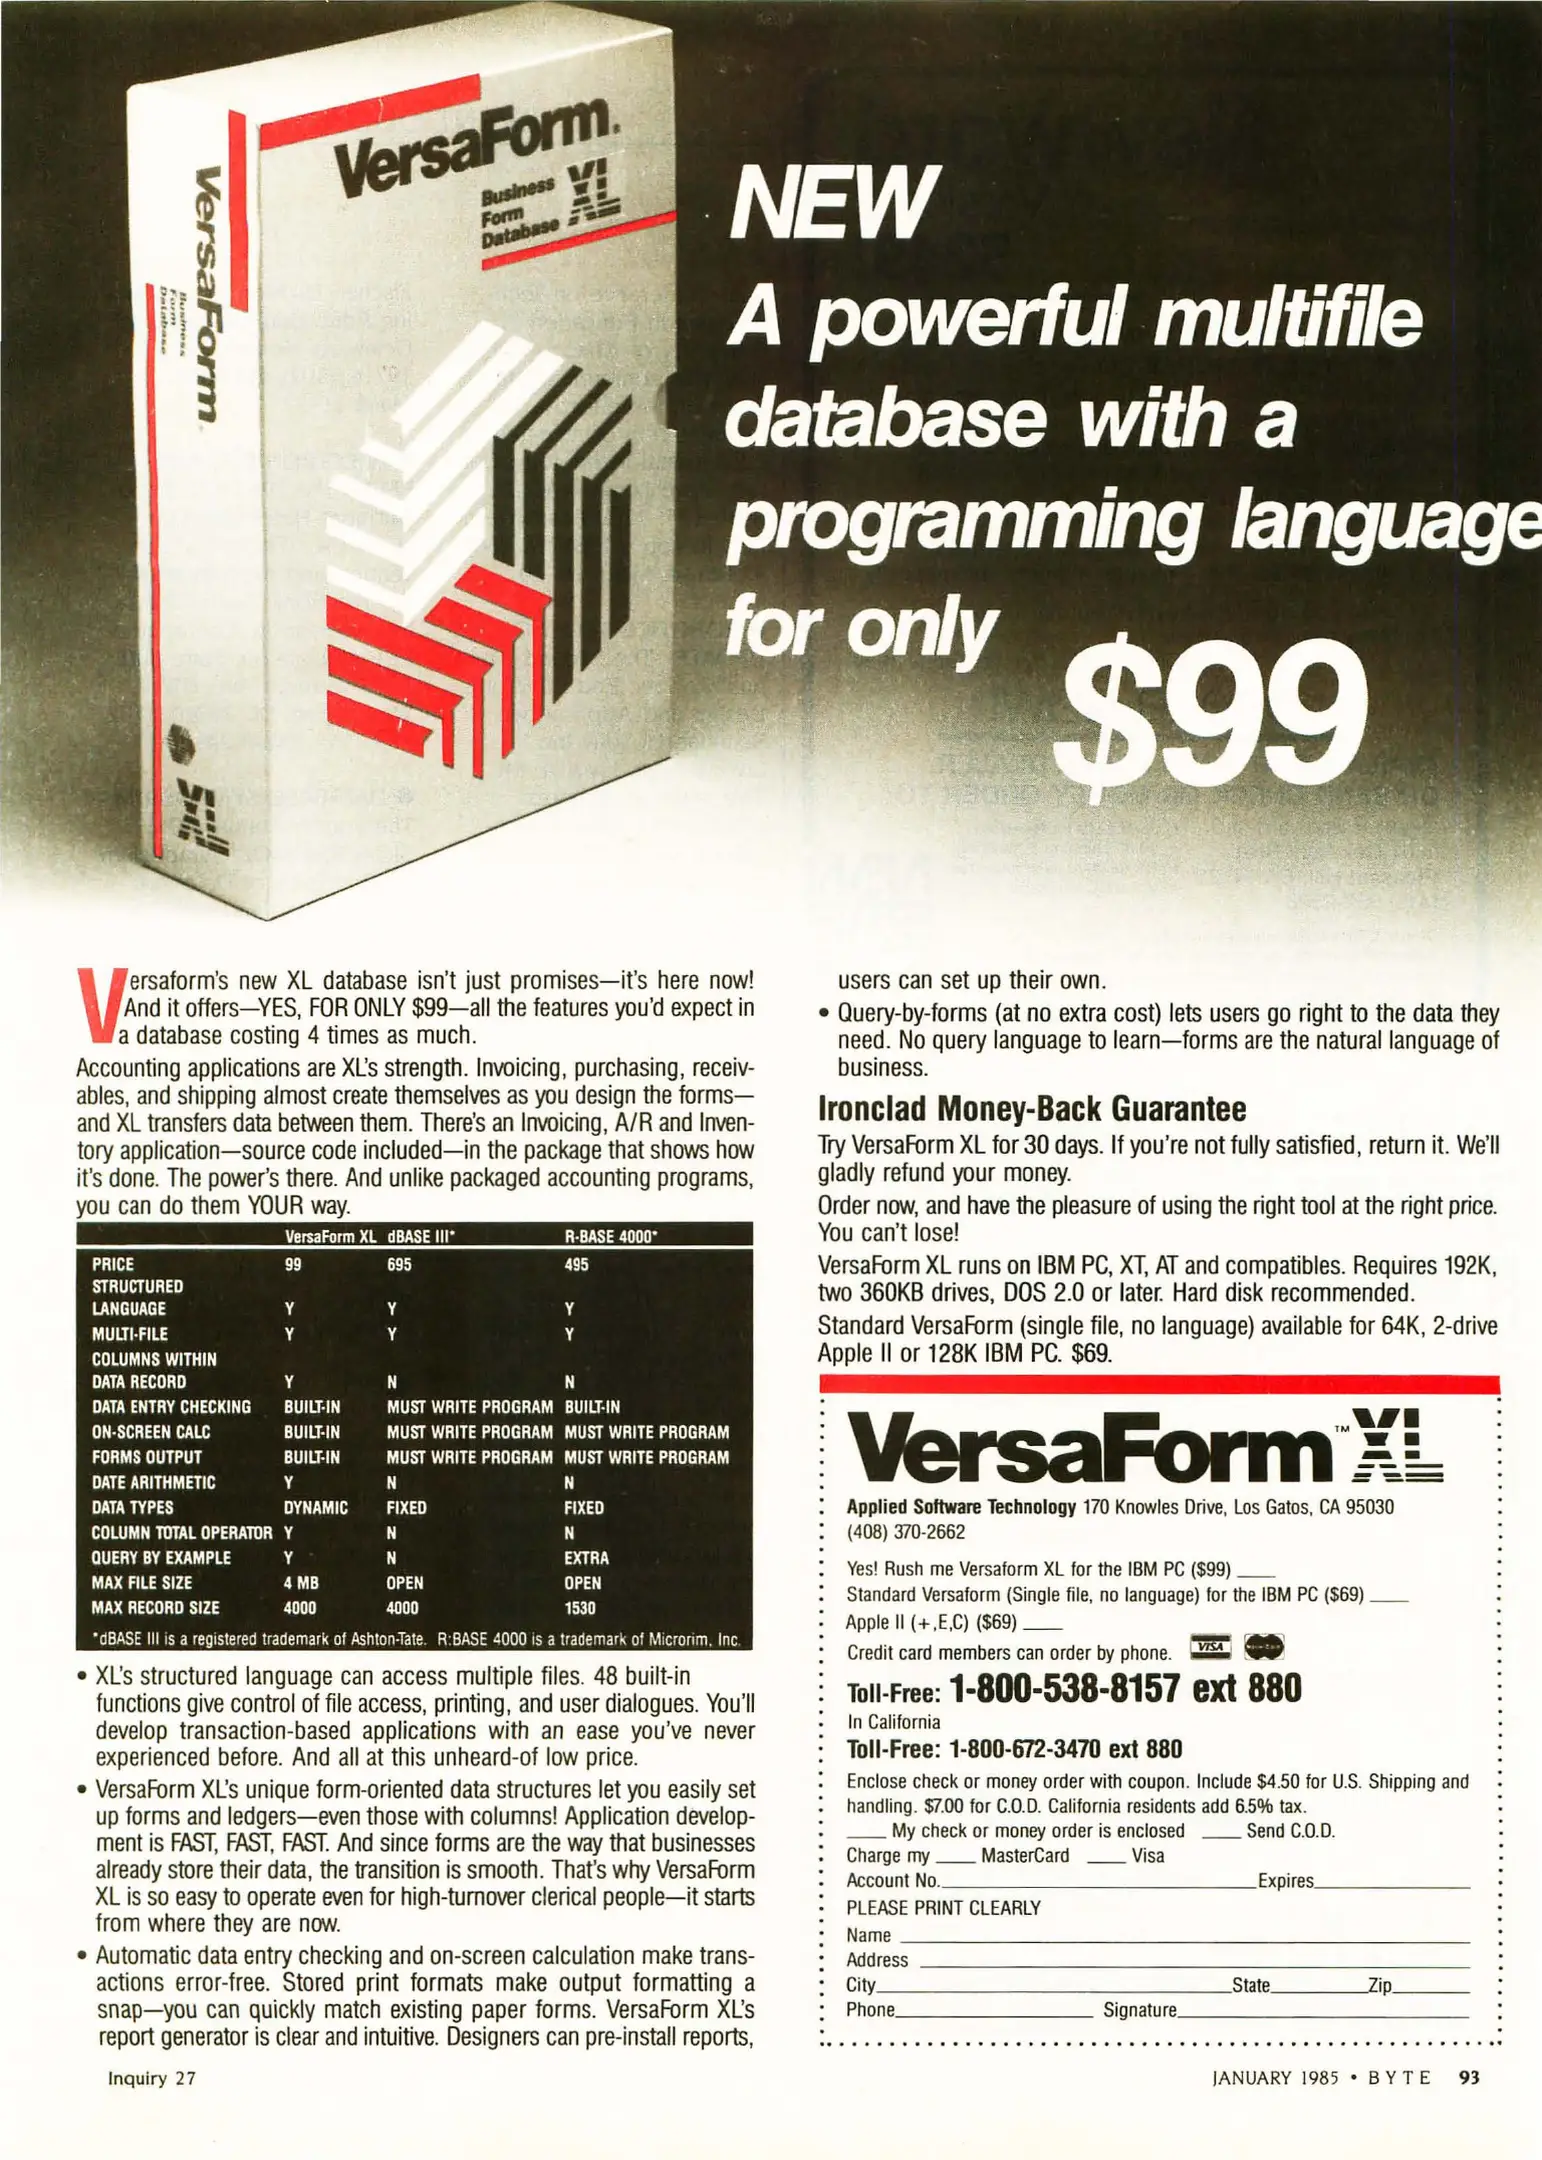 VersaForm.
Business
Form
Database
XL
VersaForm
Business
Form
Database
XL
NEW
A powerful multifile
database with a
programming language
for only
$99
Versaform's new XL database isn't just promises—it's here now!
And it offers—YES, FOR ONLY $99—all the features you'd expect in
a database costing 4 times as much.
Accounting applications are XL's strength. Invoicing, purchasing, receiv-
ables, and shipping almost create themselves as you design the forms—
and XL transfers data between them. There's an Invoicing, A/R and Inven-
tory application—source code included—in the package that shows how
it's done. The power's there. And unlike packaged accounting programs,
you can do them YOUR way.
VersaForm XL dBASE III* R-BASE 4000*
PRICE 99 695 495
STRUCTURED
LANGUAGE Y Y Y
MULTI-FILE Y Y Y
COLUMNS WITHIN
DATA RECORD Y N N
DATA ENTRY CHECKING BUILT-IN MUST WRITE PROGRAM BUILT-IN
ON-SCREEN CALC BUILT-IN MUST WRITE PROGRAM MUST WRITE PROGRAM
FORMS OUTPUT BUILT-IN MUST WRITE PROGRAM MUST WRITE PROGRAM
DATE ARITHMETIC Y N N
DATA TYPES DYNAMIC FIXED FIXED
COLUMN TOTAL OPERATOR Y N N
QUERY BY EXAMPLE Y N EXTRA
MAX FILE SIZE 4 MB OPEN OPEN
MAX RECORD SIZE 4000 4000 1530
*dBASE III is a registered trademark of Ashton-Tate. R:BASE 4000 is a trademark of Microrim, Inc.
• XL's structured language can access multiple files. 48 built-in
functions give control of file access, printing, and user dialogues. You'll
develop transaction-based applications with an ease you've never
experienced before. And all at this unheard-of low price.
• VersaForm XL's unique form-oriented data structures let you easily set
up forms and ledgers—even those with columns! Application develop-
ment is FAST, FAST, FAST. And since forms are the way that businesses
already store their data, the transition is smooth. That's why VersaForm
XL is so easy to operate even for high-turnover clerical people—it starts
from where they are now.
• Automatic data entry checking and on-screen calculation make trans-
actions error-free. Stored print formats make output formatting a
snap—you can quickly match existing paper forms. VersaForm XL's
report generator is clear and intuitive. Designers can pre-install reports,
users can set up their own.
• Query-by-forms (at no extra cost) lets users go right to the data they
need. No query language to learn—forms are the natural language of
business.
Ironclad Money-Back Guarantee
Try VersaForm XL for 30 days. If you're not fully satisfied, return it. We'll
gladly refund your money.
Order now, and have the pleasure of using the right tool at the right price.
You can't lose!
VersaForm XL runs on IBM PC, XT, AT and compatibles. Requires 192K,
two 360KB drives, DOS 2.0 or later. Hard disk recommended.
Standard VersaForm (single file, no language) available for 64K, 2-drive
Apple II or 128K IBM PC. $69.
VersaForm™ XL
Applied Software Technology 170 Knowles Drive, Los Gatos, CA 95030
(408) 370-2662
Yes! Rush me Versaform XL for the IBM PC ($99) ____
Standard Versaform (Single file, no language) for the IBM PC ($69) ____
Apple II (+,E,C) ($69) ____
Credit card members can order by phone. VISA
Toll-Free: 1-800-538-8157 ext 880
In California
Toll-Free: 1-800-672-3470 ext 880
Enclose check or money order with coupon. Include $4.50 for U.S. Shipping and
handling. $7.00 for C.O.D. California residents add 6.5% tax.
____ My check or money order is enclosed ____ Send C.O.D.
Charge my ____ MasterCard ____ Visa
Account No.____ Expires____
PLEASE PRINT CLEARLY
Name ____
Address ____
City____ State____ Zip____
Phone____ Signature____
Inquiry 27
JANUARY 1985 • BYTE 93